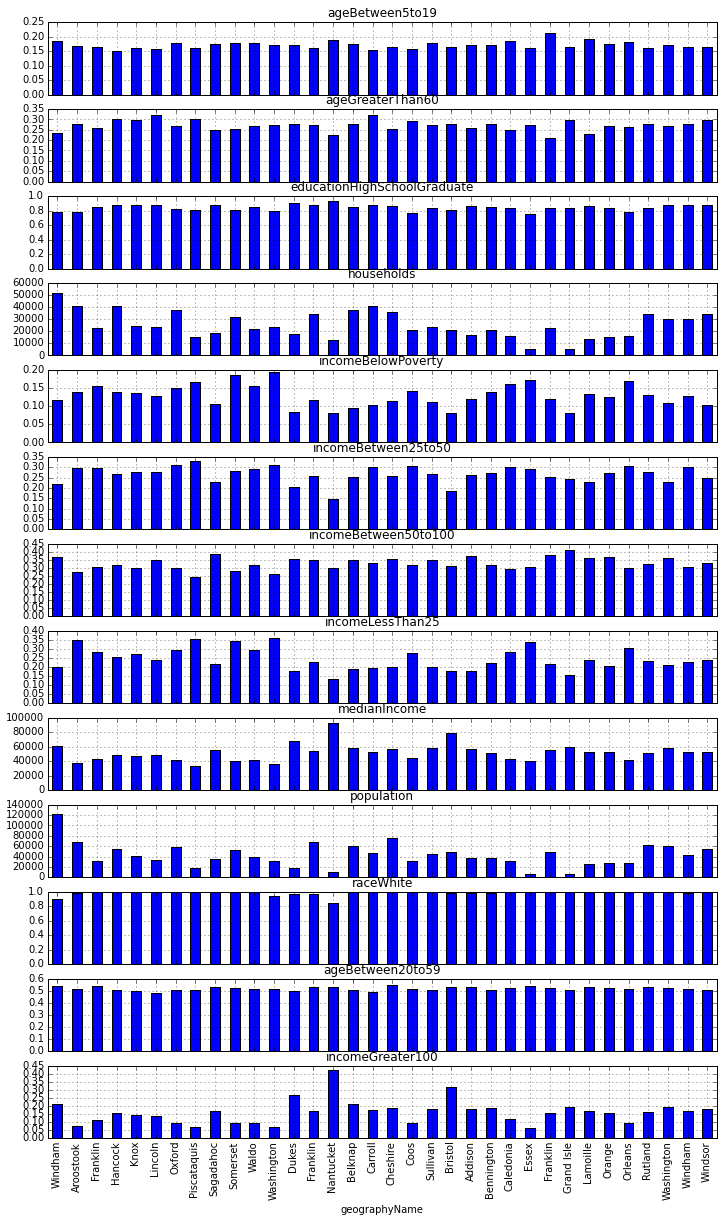 ageBetween5to19
0.25
0.20
0.15
0.10
0.05
0.00
ageGreaterThan60
0.35
0.30
0.25
0.20
0.15
0.10
0.05
0.00
educationHighSchoolGraduate
1.0
0.8
0.6
0.4
0.2
0.0
households
60000
50000
40000
30000
20000
10000
0
incomeBelowPoverty
0.20
0.15
0.10
0.05
0.00
incomeBetween25to50
0.35
0.30
0.25
0.20
0.15
0.10
0.05
0.00
incomeBetween50to100
0.45
0.40
0.35
0.30
0.25
0.20
0.15
0.10
0.05
0.00
incomeLessThan25
0.40
0.35
0.30
0.25
0.20
0.15
0.10
0.05
0.00
medianIncome
100000
80000
60000
40000
20000
0
population
140000
120000
100000
80000
60000
40000
20000
0
raceWhite
1.0
0.8
0.6
0.4
0.2
0.0
ageBetween20to59
0.6
0.5
0.4
0.3
0.2
0.1
0.0
incomeGreater100
0.45
0.40
0.35
0.30
0.25
0.20
0.15
0.10
0.05
0.00
Windham
Aroostook
Franklin
Hancock
Knox
Lincoln
Oxford
Piscataquis
Sagadahoc
Somerset
Waldo
Washington
Dukes
Franklin
Nantucket
Belknap
Carroll
Cheshire
Coos
Sullivan
Bristol
Addison
Bennington
Caledonia
Essex
Franklin
Grand Isle
Lamoille
Orange
Orleans
Rutland
Washington
Windham
Windsor
geographyName